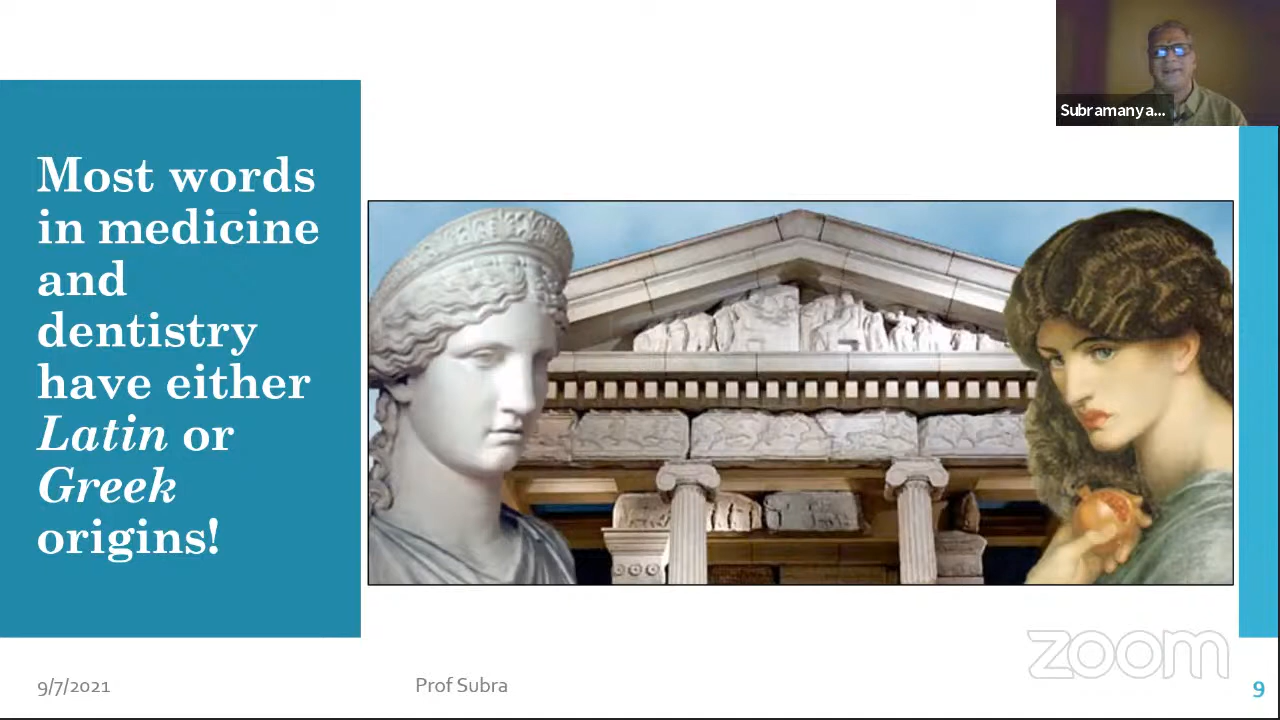 Subramanya...
Most words
in medicine
and
dentistry
have either
Latin or
Greek
origins!
zoom
9/7/2021
Prof Subra
9